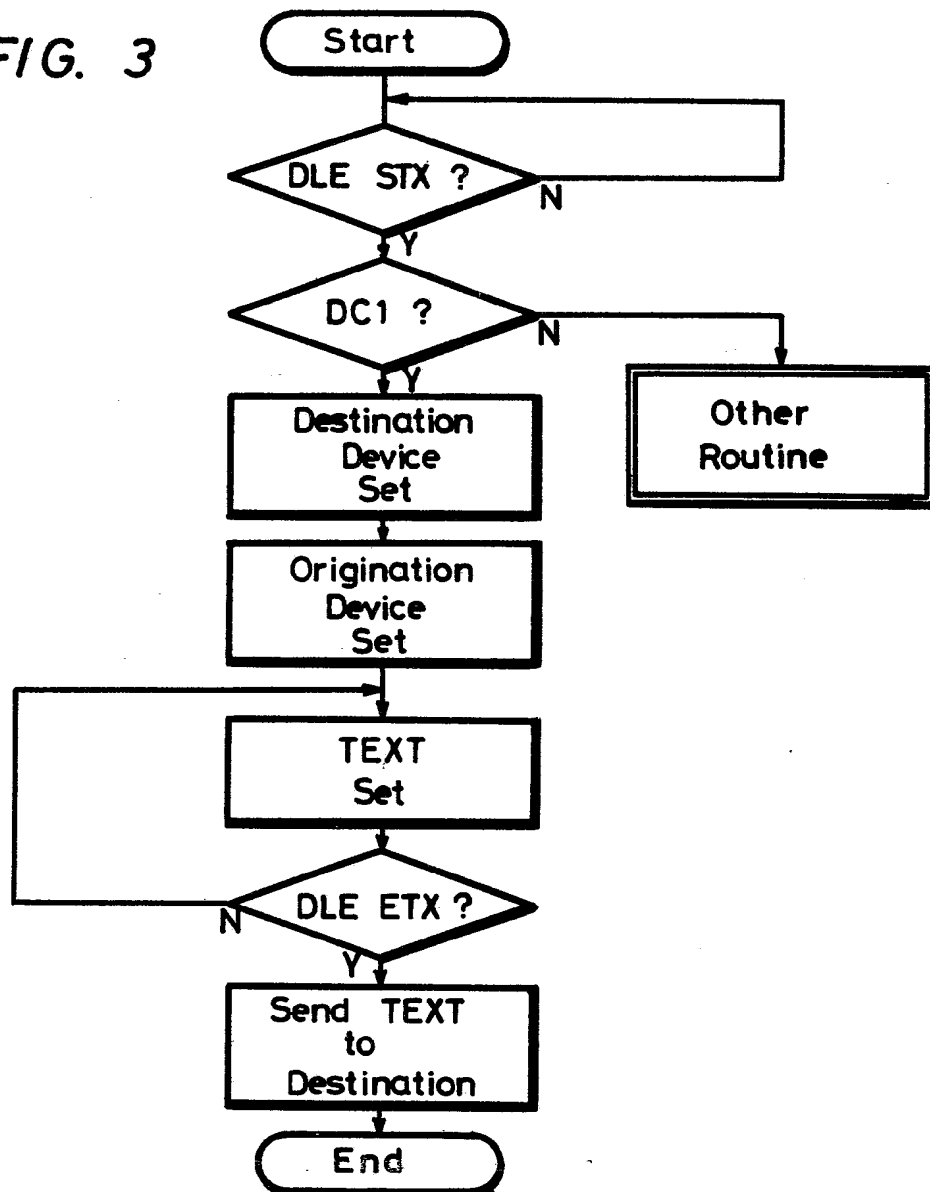 FIG. 3
Start
DLE STX ?
N
Y
DC1 ?
N
Y
Other
Routine
Destination
Device
Set
Origination
Device
Set
TEXT
Set
DLE ETX ?
N
Y
Send TEXT
to
Destination
End